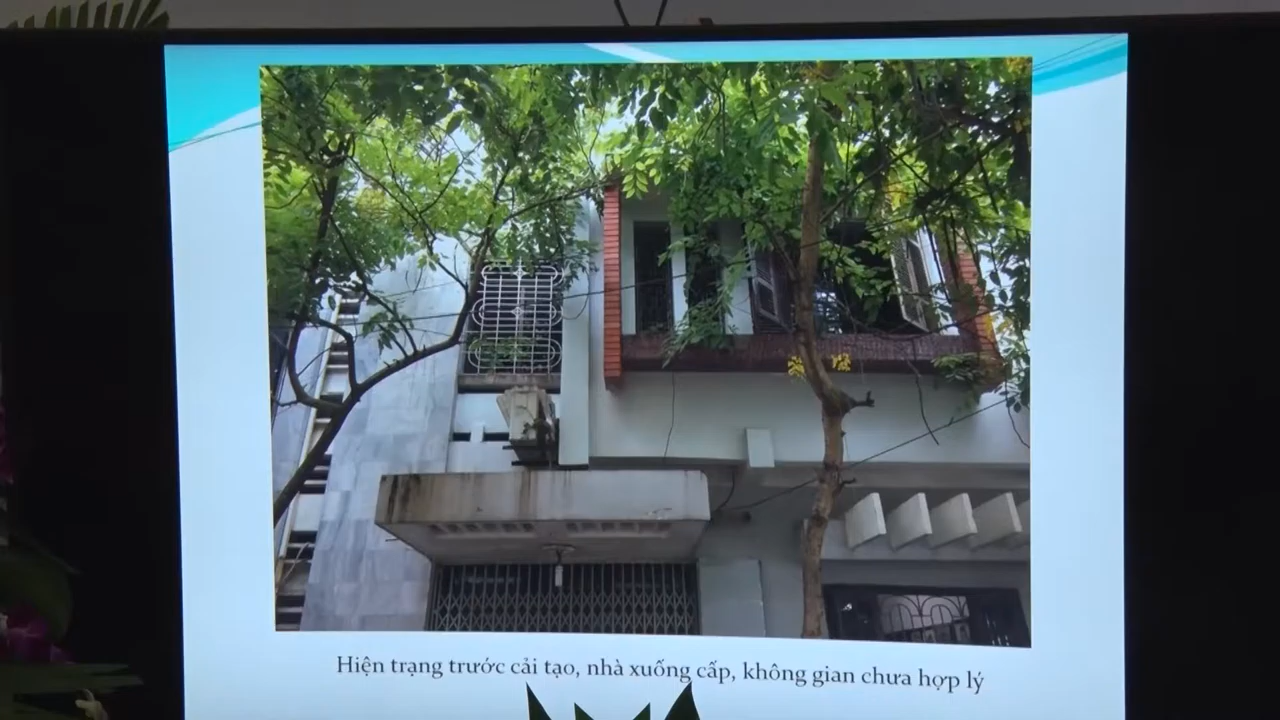 Hiện trạng trước cải tạo, nhà xuống cấp, không gian chưa hợp lý